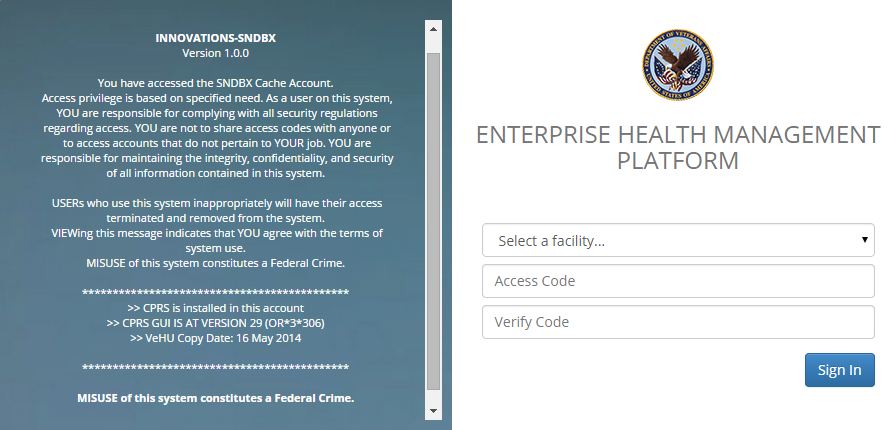 INNOVATIONS-SNDBX
Version 1.0.0
You have accessed the SNDBX Cache Account.
Access privilege is based on specified need. As a user on this system,
YOU are responsible for complying with all security regulations
regarding access. YOU are not to share access codes with anyone or
to access accounts that do not pertain to YOUR job. YOU are
responsible for maintaining the integrity, confidentiality, and security
of all information contained in this system.
USERs who use this system inappropriately will have their access
terminated and removed from the system.
VIEWing this message indicates that YOU agree with the terms of
system use.
MISUSE of this system constitutes a Federal Crime.
*********************************************
>> CPRS is installed in this account
>> CPRS GUI IS AT VERSION 29 (OR*3*306)
>> VeHU Copy Date: 16 May 2014
*********************************************
MISUSE of this system constitutes a Federal Crime.
DEPARTMENT OF VETERANS AFFAIRS
UNITED STATES OF AMERICA
ENTERPRISE HEALTH MANAGEMENT
PLATFORM
Select a facility...
Access Code
Verify Code
Sign In